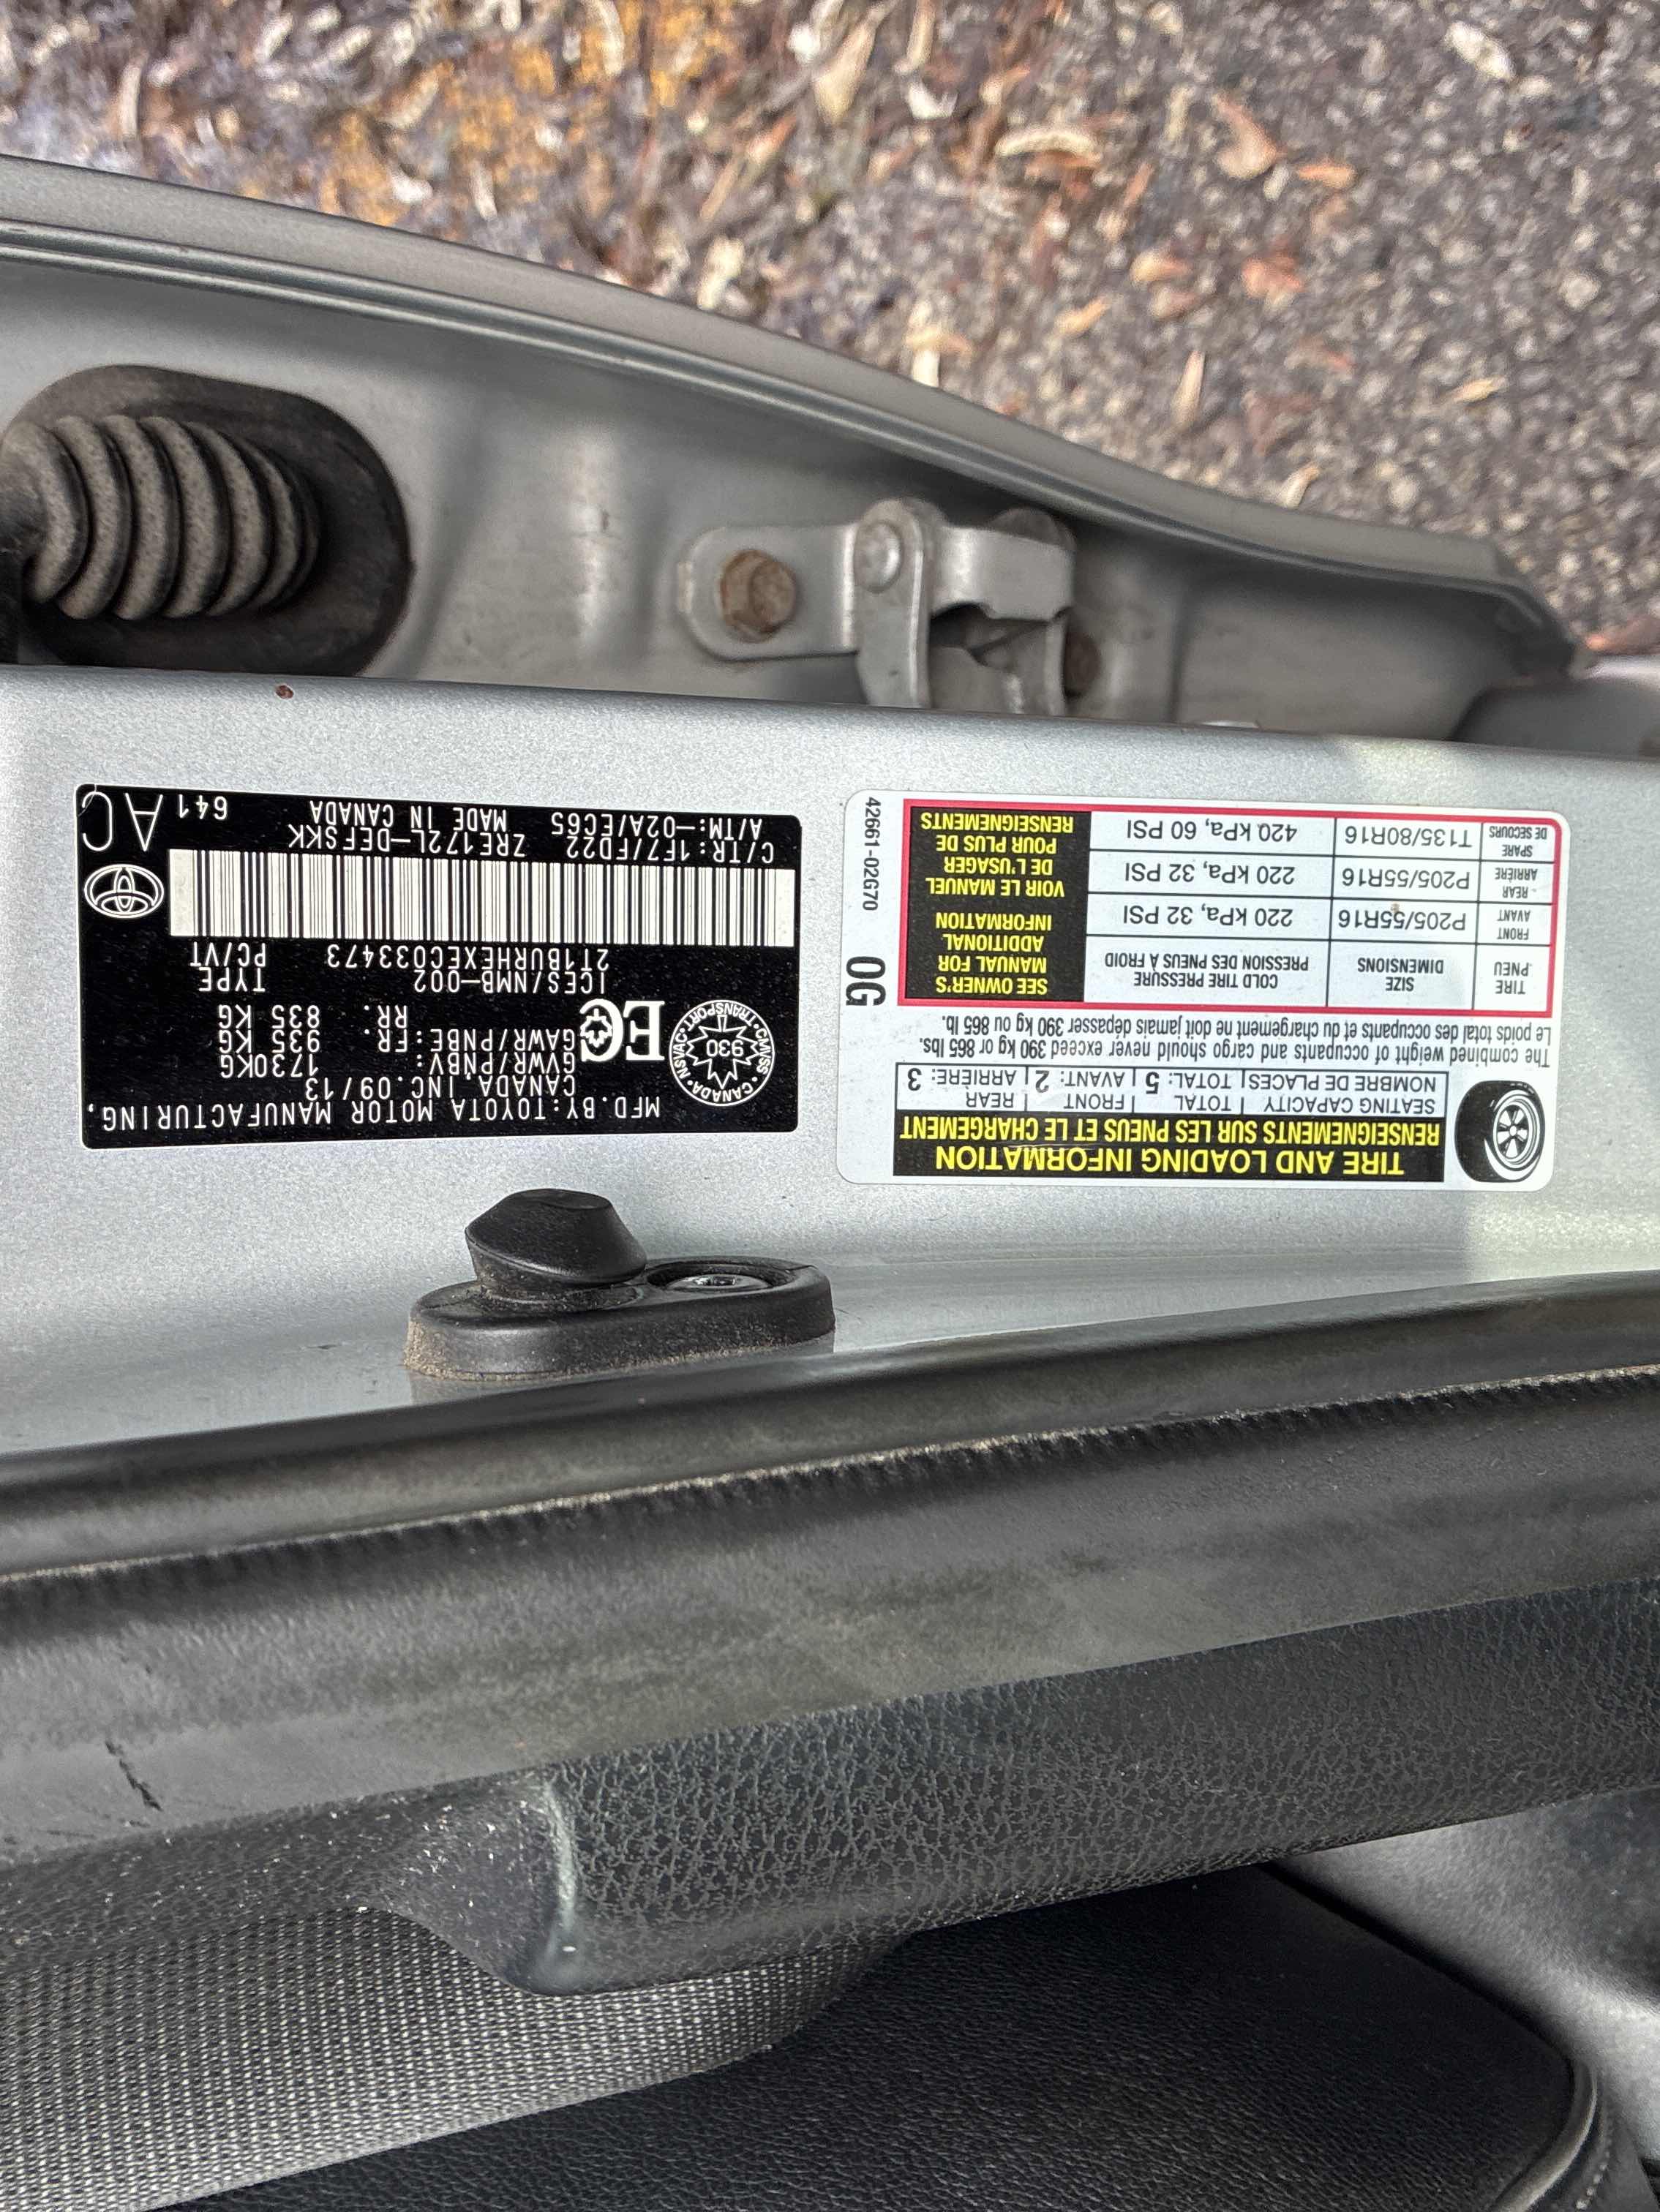 TIRE AND LOADING INFORMATION
RENSEIGNEMENTS SUR LES PNEUS ET LE CHARGEMENT
SEATING CAPACITY TOTAL FRONT REAR
NOMBRE DE PLACES TOTAL: 5 AVANT: 2 ARRIÈRE: 3
The combined weight of occupants and cargo should never exceed 390 kg or 865 lbs.
Le poids total des occupants et du chargement ne doit jamais dépasser 390 kg ou 865 lb.
TIRE SIZE COLD TIRE PRESSURE
PNEU DIMENSIONS PRESSION DES PNEUS À FROID
FRONT
AVANT P205/55R16 220 kPa, 32 PSI
REAR
ARRIÈRE P205/55R16 220 kPa, 32 PSI
SPARE
DE SECOURS T135/80R16 420 kPa, 60 PSI
SEE OWNER'S
MANUAL FOR
ADDITIONAL
INFORMATION
VOIR LE MANUEL
DE L'USAGER
POUR PLUS DE
RENSEIGNEMENTS
0G
42661-02G70
MFD.BY:TOYOTA MOTOR MANUFACTURING,
CANADA,INC.09/13
GVWR/PNBV: 1730KG
GAWR/PNBE:FR. 935 KG
RR. 835 KG
CANADA
CMVSS
NSVAC
TRANSPORT
930
EC
ICES/NMB-002 TYPE
2T1BURHEXEC033473 PC/VT
C/TR:1F7/FD22 ZRE172L-DEFSKK
A/TM:-02A/EC65 MADE IN CANADA 641
AC